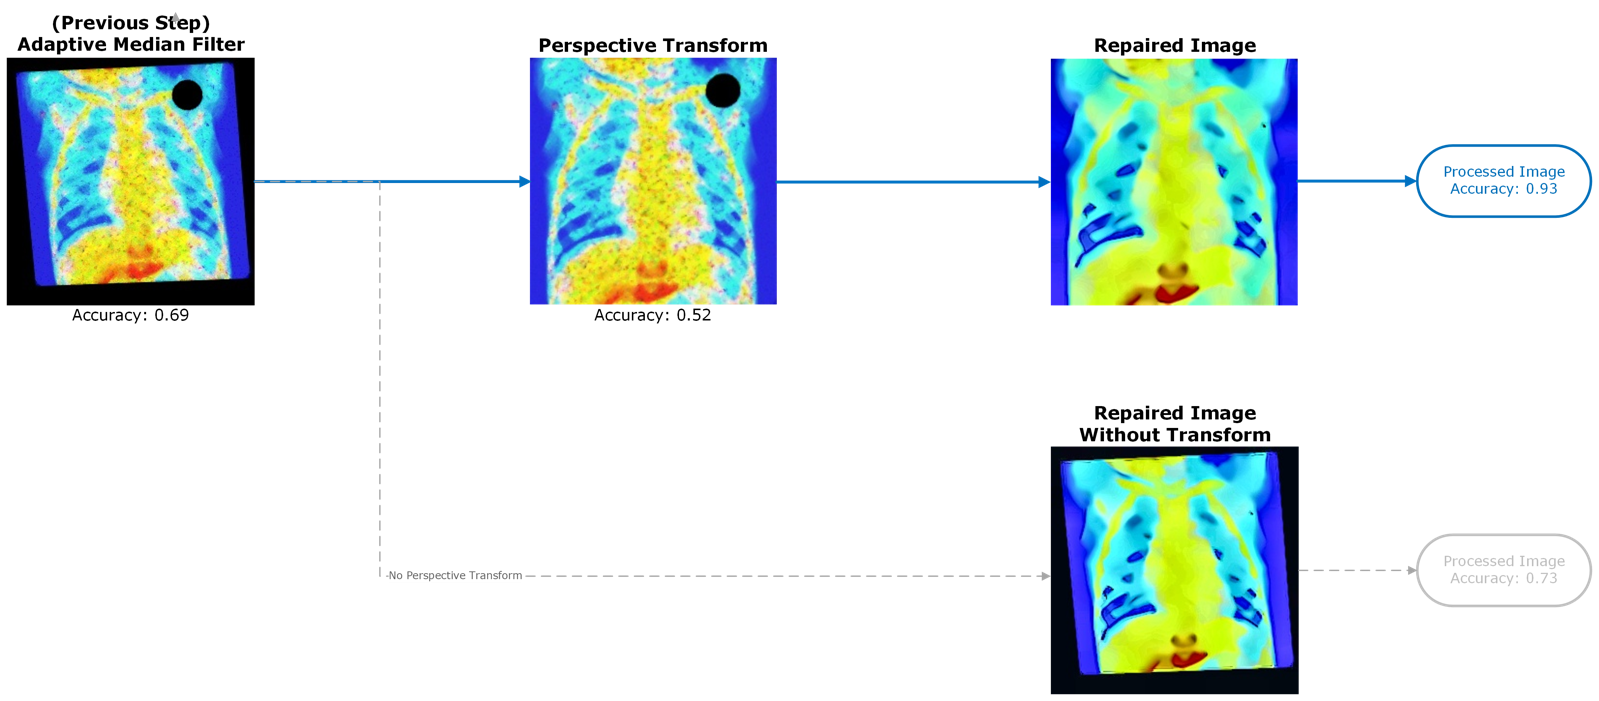 (Previous Step)
Adaptive Median Filter
Accuracy: 0.69
Perspective Transform
Accuracy: 0.52
Repaired Image
Processed Image
Accuracy: 0.93
No Perspective Transform
Repaired Image
Without Transform
Processed Image
Accuracy: 0.73